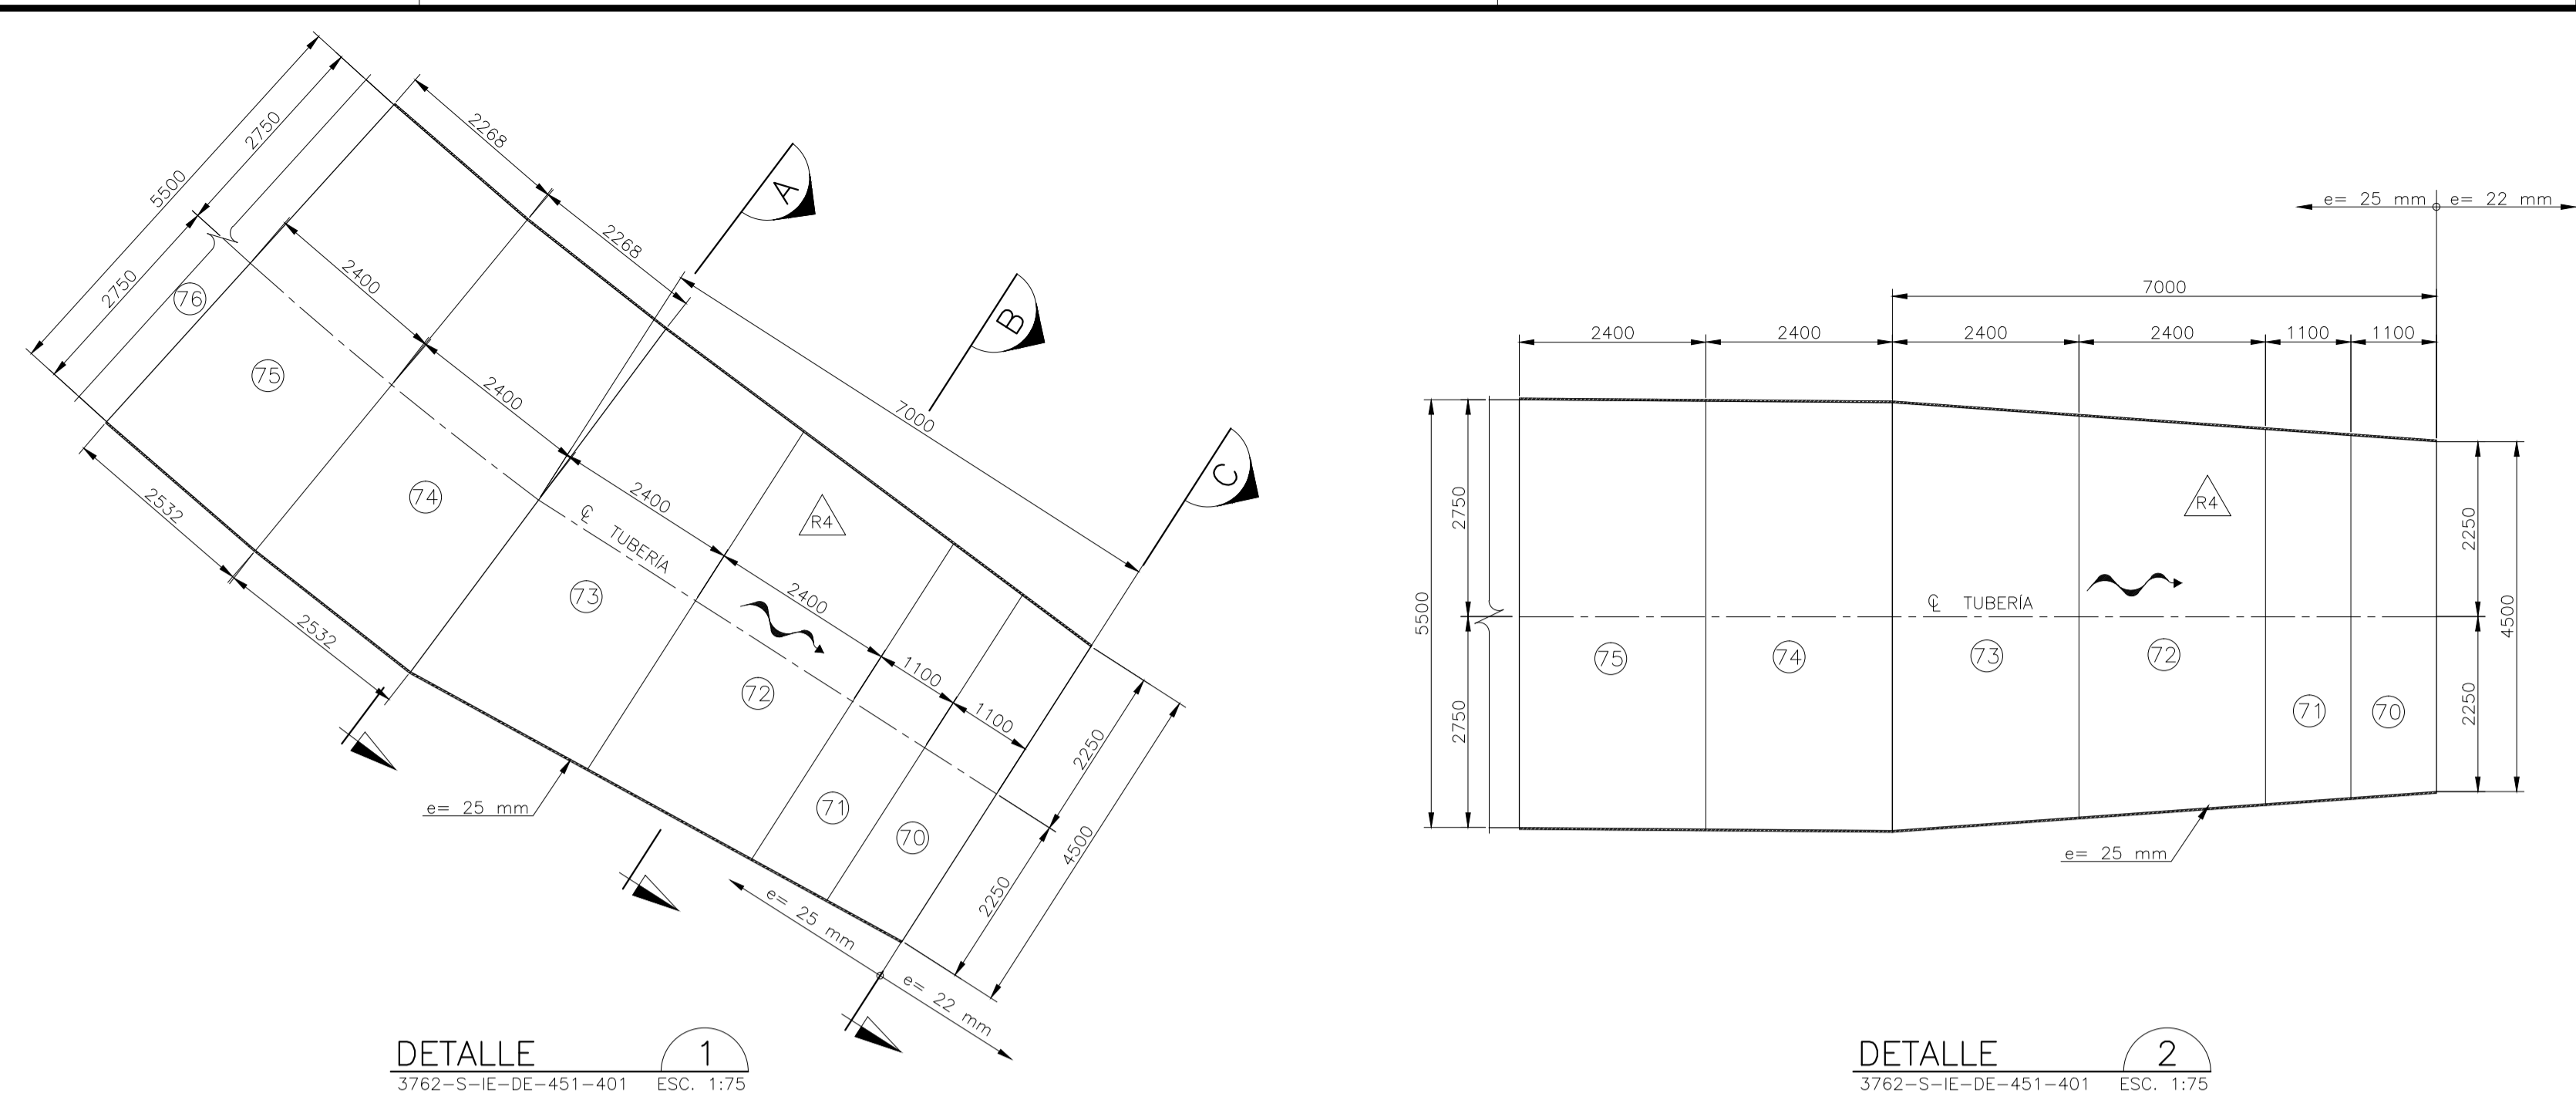 5500
2750
2750
2268
2268
A
B
C
7000
2400
2400
2400
2400
1100
1100
76
75
74
73
72
71
70
2532
2532
℄ TUBERÍA
R4
2250
2250
4500
e= 25 mm
e= 25 mm
e= 22 mm
DETALLE 1
3762-S-IE-DE-451-401 ESC. 1:75
e= 25 mm e= 22 mm
7000
2400 2400 2400 2400 1100 1100
5500
2750
2750
R4
℄ TUBERÍA
75 74 73 72 71 70
2250
2250
4500
e= 25 mm
DETALLE 2
3762-S-IE-DE-451-401 ESC. 1:75